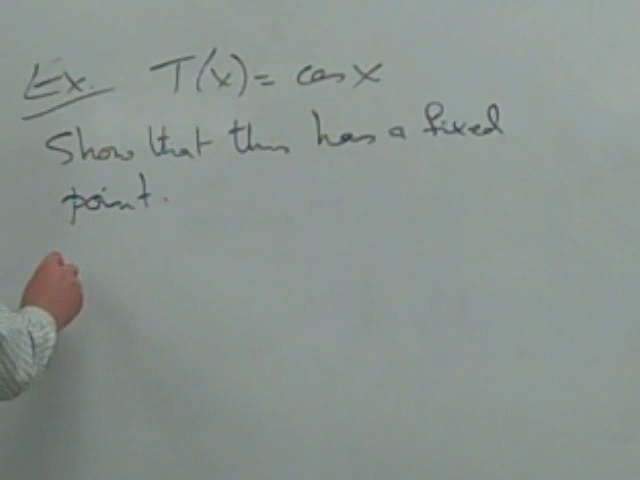 Ex. T(x) = cos x
Show that this has a fixed
point.